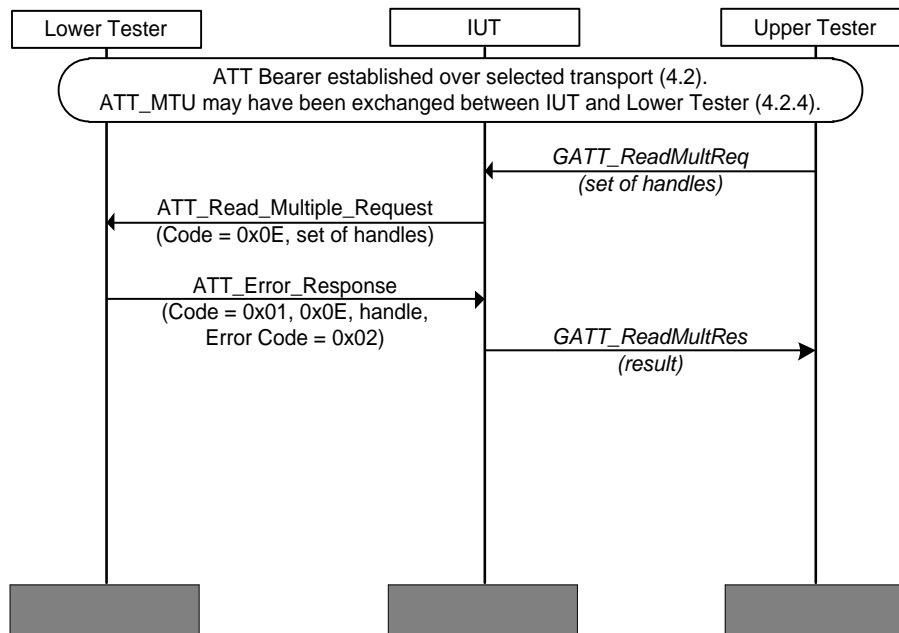 Lower Tester
IUT
Upper Tester
ATT Bearer established over selected transport (4.2).
ATT_MTU may have been exchanged between IUT and Lower Tester (4.2.4).
GATT_ReadMultReq
(set of handles)
ATT_Read_Multiple_Request
(Code = 0x0E, set of handles)
ATT_Error_Response
(Code = 0x01, 0x0E, handle,
Error Code = 0x02)
GATT_ReadMultRes
(result)